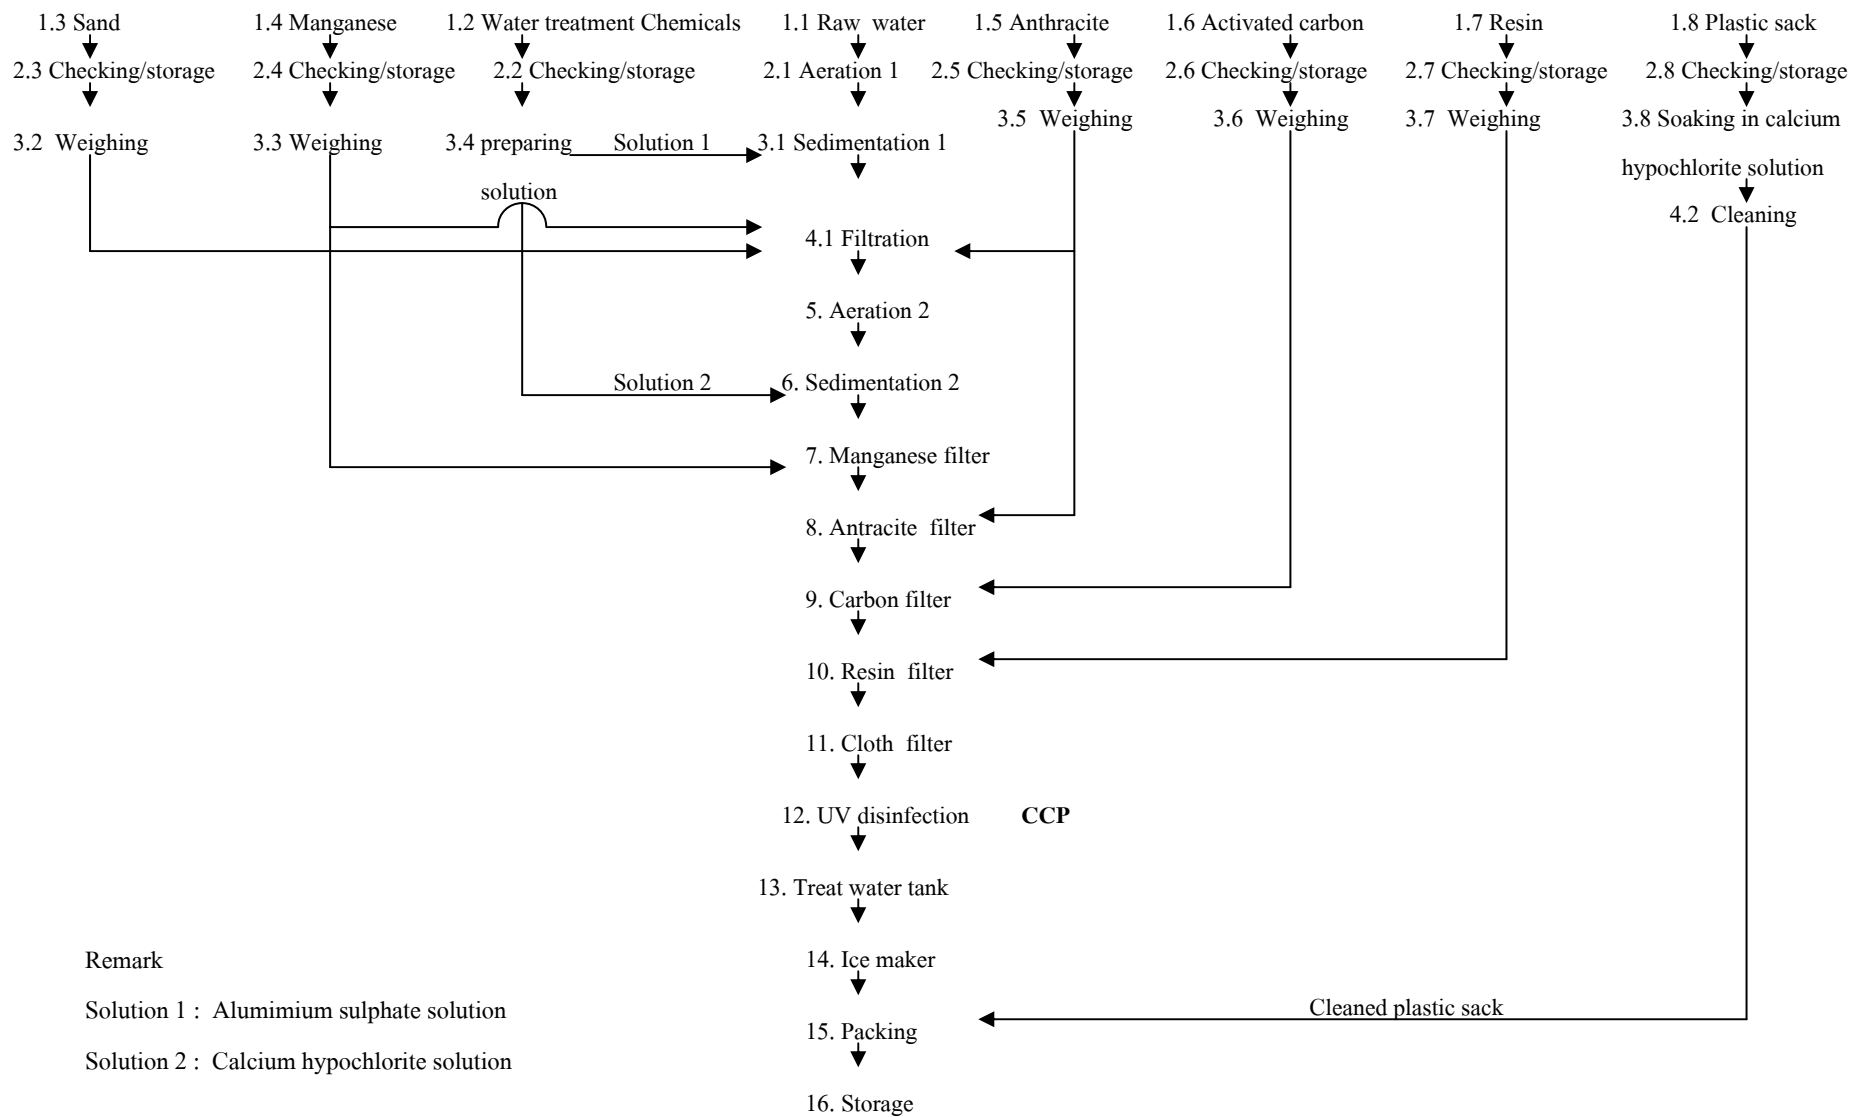 1.3 Sand 1.4 Manganese 1.2 Water treatment Chemicals 1.1 Raw water 1.5 Anthracite 1.6 Activated carbon 1.7 Resin 1.8 Plastic sack
2.3 Checking/storage 2.4 Checking/storage 2.2 Checking/storage 2.1 Aeration 1 2.5 Checking/storage 2.6 Checking/storage 2.7 Checking/storage 2.8 Checking/storage
3.5 Weighing 3.6 Weighing 3.7 Weighing 3.8 Soaking in calcium
3.2 Weighing 3.3 Weighing 3.4 preparing Solution 1 3.1 Sedimentation 1
hypochlorite solution
solution
4.2 Cleaning
4.1 Filtration
5. Aeration 2
Solution 2 6. Sedimentation 2
7. Manganese filter
8. Antracite filter
9. Carbon filter
10. Resin filter
11. Cloth filter
12. UV disinfection CCP
13. Treat water tank
Remark 14. Ice maker
Solution 1 : Alumimium sulphate solution Cleaned plastic sack
15. Packing
Solution 2 : Calcium hypochlorite solution
16. Storage